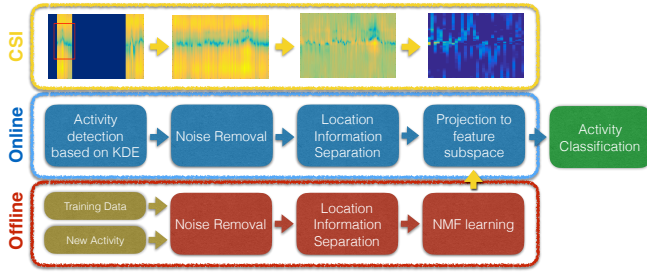 CSI
Online
Activity
detection
based on KDE
Noise Removal
Location
Information
Separation
Projection to
feature
subspace
Activity
Classification
Offline
Training Data
New Activity
Noise Removal
Location
Information
Separation
NMF learning